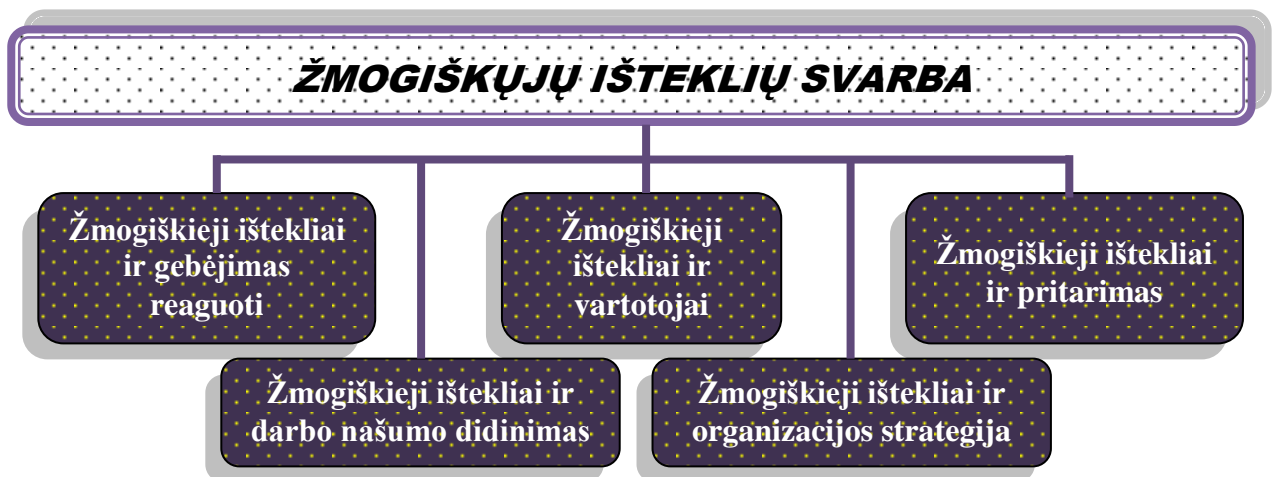 ŽMOGIŠKŲJŲ IŠTEKLIŲ SVARBA
Žmogiškieji ištekliai
ir gebėjimas
reaguoti
Žmogiškieji
ištekliai ir
vartotojai
Žmogiškieji ištekliai
ir pritarimas
Žmogiškieji ištekliai ir
darbo našumo didinimas
Žmogiškieji ištekliai ir
organizacijos strategija